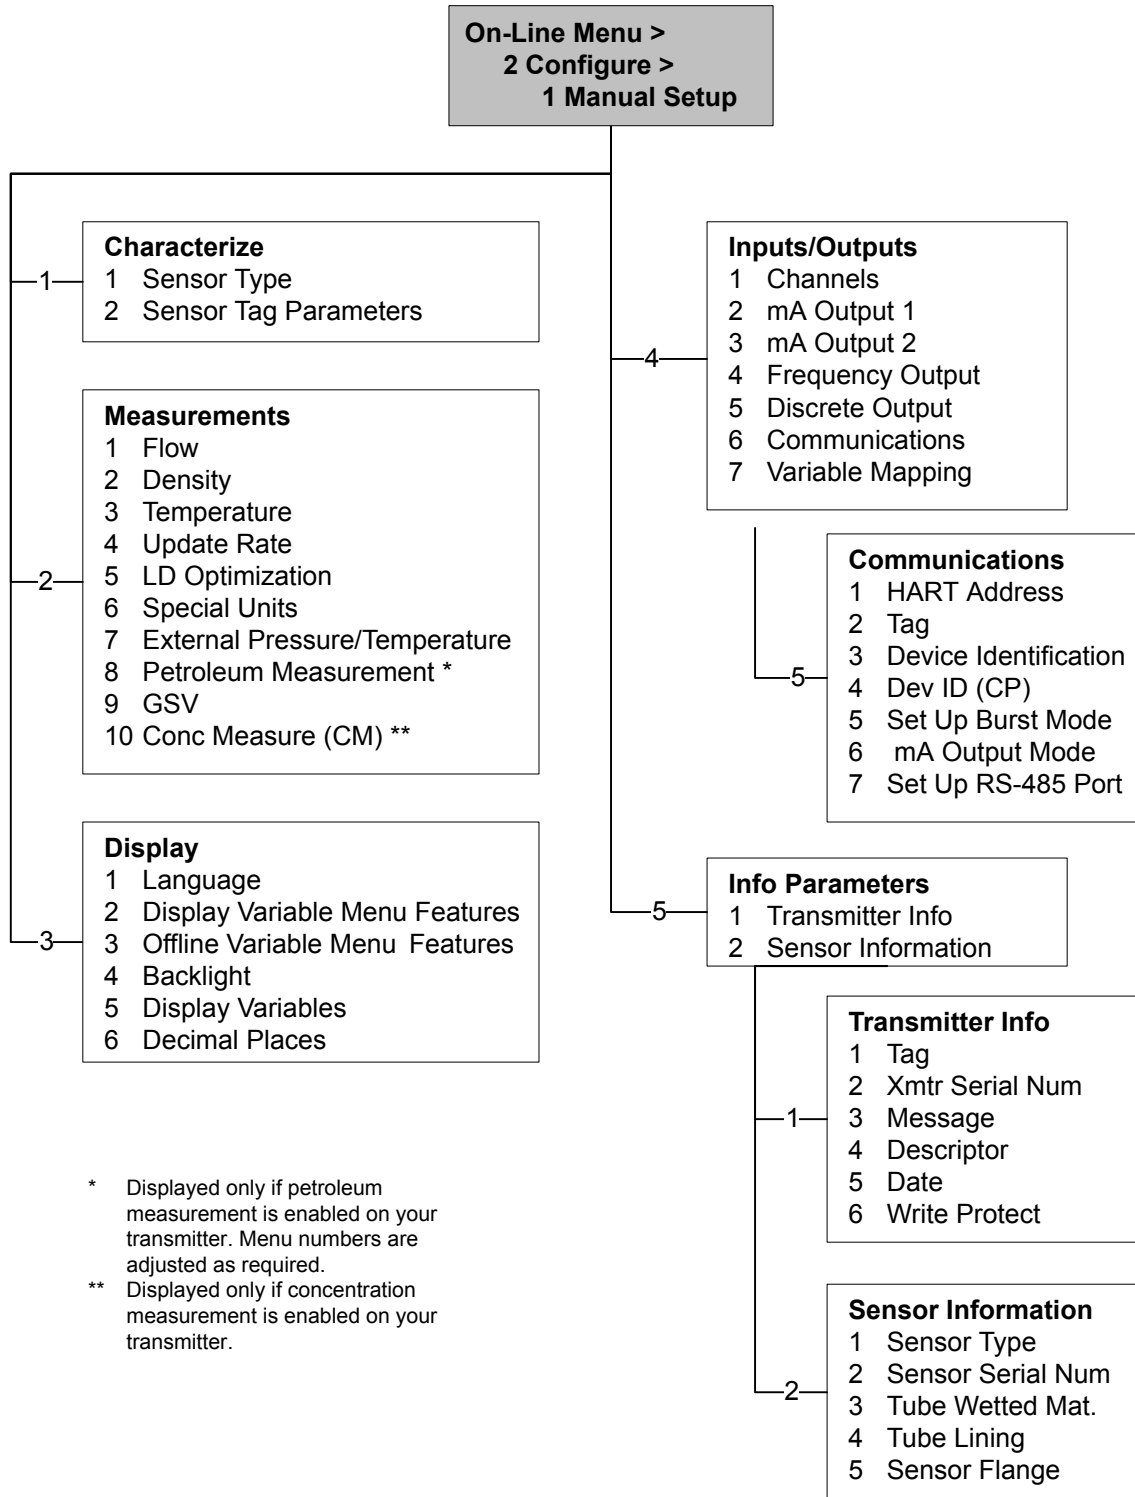 On-Line Menu >
2 Configure >
1 Manual Setup
1
Characterize
1 Sensor Type
2 Sensor Tag Parameters
2
Measurements
1 Flow
2 Density
3 Temperature
4 Update Rate
5 LD Optimization
6 Special Units
7 External Pressure/Temperature
8 Petroleum Measurement *
9 GSV
10 Conc Measure (CM) **
3
Display
1 Language
2 Display Variable Menu Features
3 Offline Variable Menu Features
4 Backlight
5 Display Variables
6 Decimal Places
* Displayed only if petroleum
measurement is enabled on your
transmitter. Menu numbers are
adjusted as required.
** Displayed only if concentration
measurement is enabled on your
transmitter.
4
Inputs/Outputs
1 Channels
2 mA Output 1
3 mA Output 2
4 Frequency Output
5 Discrete Output
6 Communications
7 Variable Mapping
5
Communications
1 HART Address
2 Tag
3 Device Identification
4 Dev ID (CP)
5 Set Up Burst Mode
6 mA Output Mode
7 Set Up RS-485 Port
5
Info Parameters
1 Transmitter Info
2 Sensor Information
1
Transmitter Info
1 Tag
2 Xmtr Serial Num
3 Message
4 Descriptor
5 Date
6 Write Protect
2
Sensor Information
1 Sensor Type
2 Sensor Serial Num
3 Tube Wetted Mat.
4 Tube Lining
5 Sensor Flange